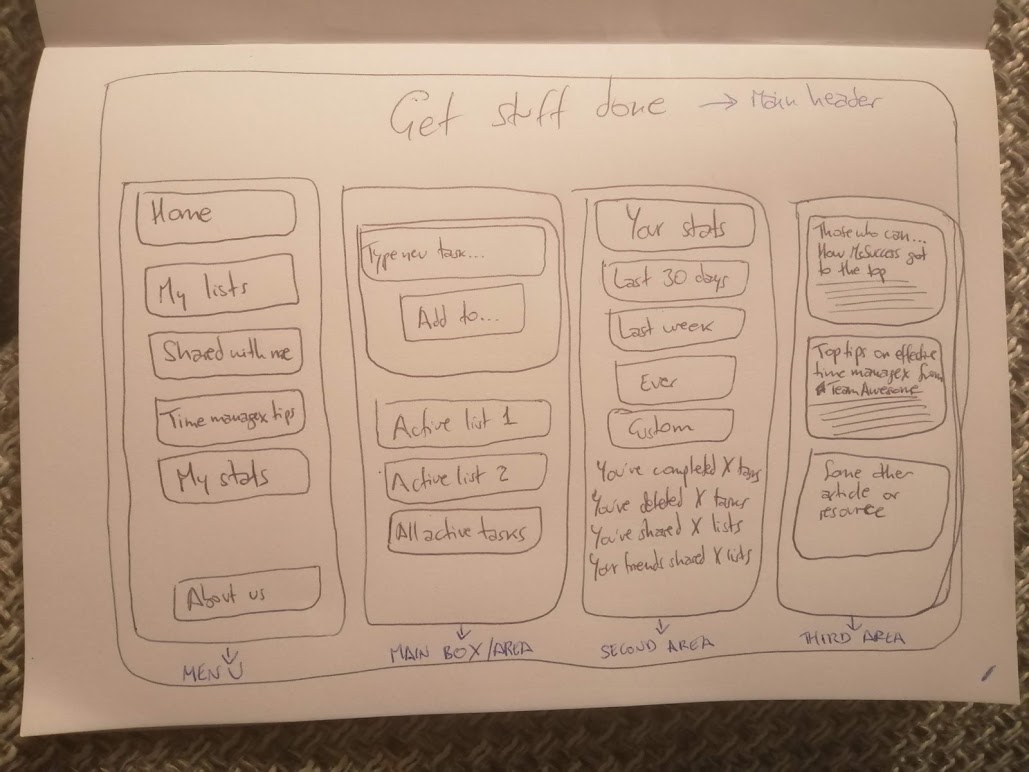 Get stuff done → Main header
Home
My lists
Shared with me
Time managex tips
My stats
About us
MENU
Type new task...
Add to...
Active list 1
Active list 2
All active tasks
MAIN BOX/AREA
Your stats
Last 30 days
Last week
Ever
Custom
You've completed X tasks
You've deleted X tasks
You've shared X lists
Your friends shared X lists
SECOND AREA
Those who can...
How McSuccess got
to the top
Top tips on effective
time managex from
TeamAwesome
Some other
article or
resource
THIRD AREA